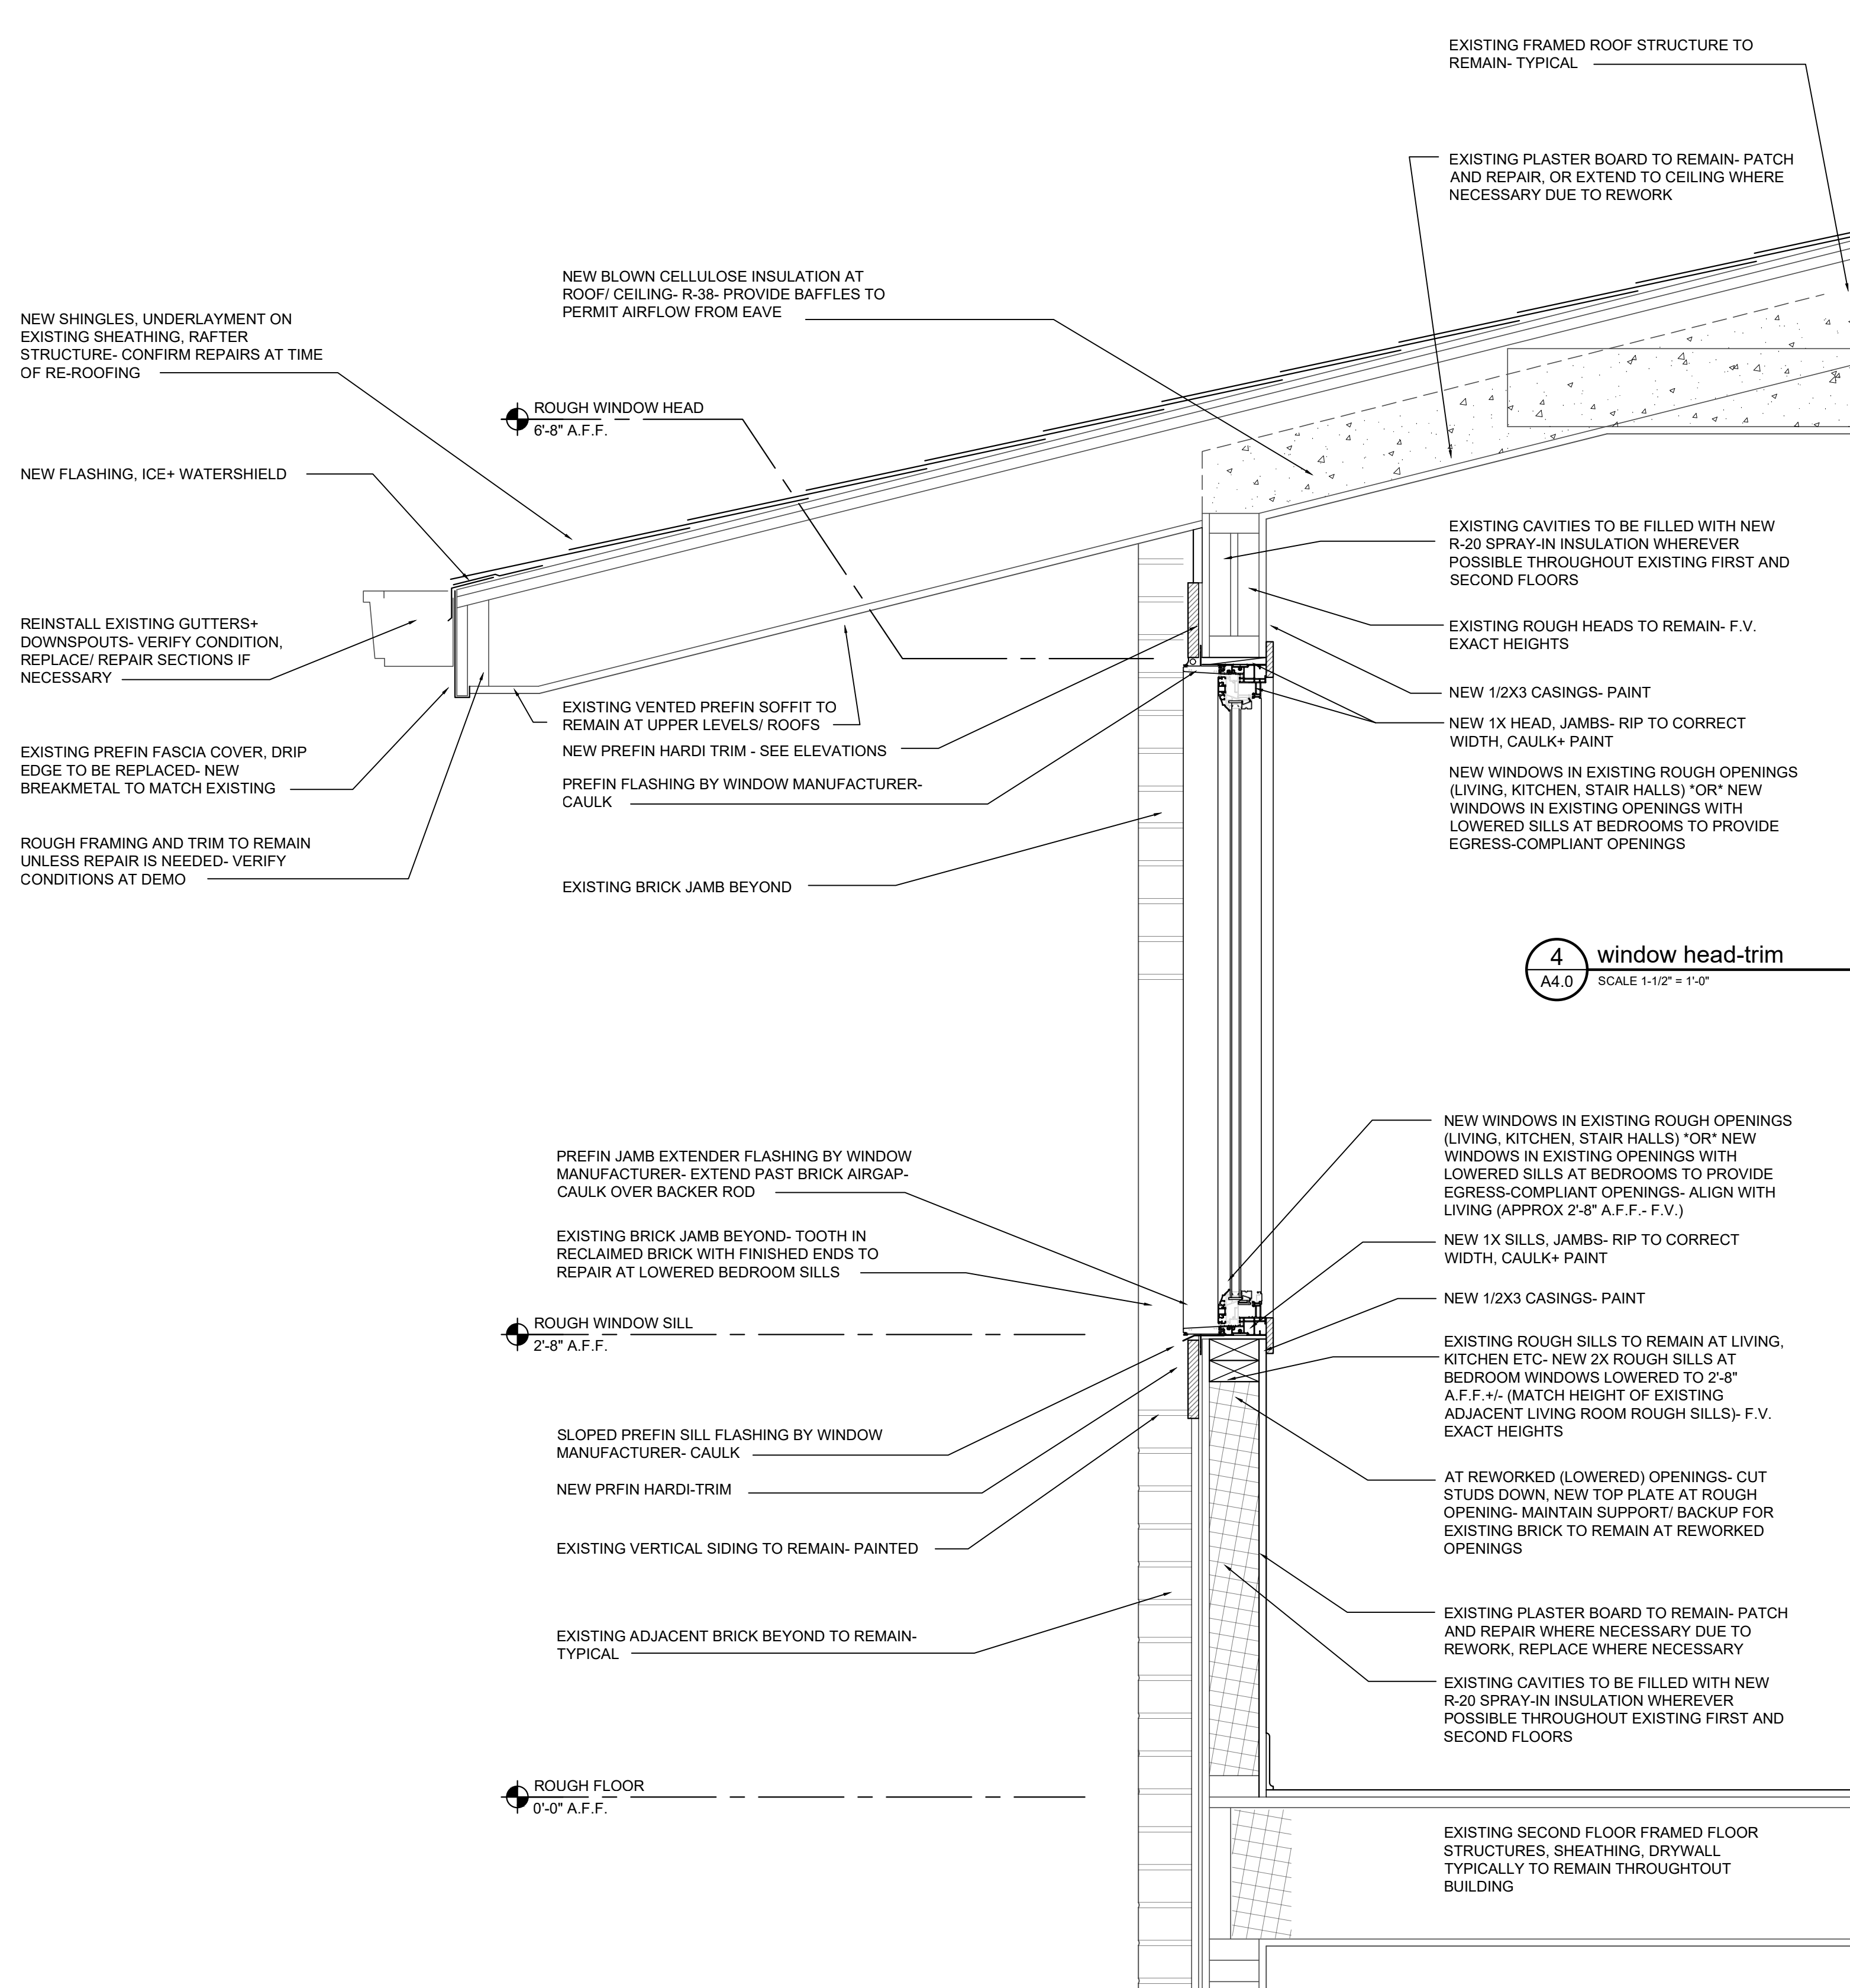 EXISTING FRAMED ROOF STRUCTURE TO
REMAIN- TYPICAL
EXISTING PLASTER BOARD TO REMAIN- PATCH
AND REPAIR, OR EXTEND TO CEILING WHERE
NECESSARY DUE TO REWORK
NEW BLOWN CELLULOSE INSULATION AT
ROOF/ CEILING- R-38- PROVIDE BAFFLES TO
PERMIT AIRFLOW FROM EAVE
NEW SHINGLES, UNDERLAYMENT ON
EXISTING SHEATHING, RAFTER
STRUCTURE- CONFIRM REPAIRS AT TIME
OF RE-ROOFING
ROUGH WINDOW HEAD
6'-8" A.F.F.
NEW FLASHING, ICE+ WATERSHIELD
REINSTALL EXISTING GUTTERS+
DOWNSPOUTS- VERIFY CONDITION,
REPLACE/ REPAIR SECTIONS IF
NECESSARY
EXISTING PREFIN FASCIA COVER, DRIP
EDGE TO BE REPLACED- NEW
BREAKMETAL TO MATCH EXISTING
ROUGH FRAMING AND TRIM TO REMAIN
UNLESS REPAIR IS NEEDED- VERIFY
CONDITIONS AT DEMO
EXISTING VENTED PREFIN SOFFIT TO
REMAIN AT UPPER LEVELS/ ROOFS
NEW PREFIN HARDI TRIM - SEE ELEVATIONS
PREFIN FLASHING BY WINDOW MANUFACTURER-
CAULK
EXISTING BRICK JAMB BEYOND
EXISTING CAVITIES TO BE FILLED WITH NEW
R-20 SPRAY-IN INSULATION WHEREVER
POSSIBLE THROUGHOUT EXISTING FIRST AND
SECOND FLOORS
EXISTING ROUGH HEADS TO REMAIN- F.V.
EXACT HEIGHTS
NEW 1/2X3 CASINGS- PAINT
NEW 1X HEAD, JAMBS- RIP TO CORRECT
WIDTH, CAULK+ PAINT
NEW WINDOWS IN EXISTING ROUGH OPENINGS
(LIVING, KITCHEN, STAIR HALLS) *OR* NEW
WINDOWS IN EXISTING OPENINGS WITH
LOWERED SILLS AT BEDROOMS TO PROVIDE
EGRESS-COMPLIANT OPENINGS
4
A4.0
window head-trim
SCALE 1-1/2" = 1'-0"
PREFIN JAMB EXTENDER FLASHING BY WINDOW
MANUFACTURER- EXTEND PAST BRICK AIRGAP-
CAULK OVER BACKER ROD
EXISTING BRICK JAMB BEYOND- TOOTH IN
RECLAIMED BRICK WITH FINISHED ENDS TO
REPAIR AT LOWERED BEDROOM SILLS
ROUGH WINDOW SILL
2'-8" A.F.F.
SLOPED PREFIN SILL FLASHING BY WINDOW
MANUFACTURER- CAULK
NEW PRFIN HARDI-TRIM
EXISTING VERTICAL SIDING TO REMAIN- PAINTED
EXISTING ADJACENT BRICK BEYOND TO REMAIN-
TYPICAL
ROUGH FLOOR
0'-0" A.F.F.
NEW WINDOWS IN EXISTING ROUGH OPENINGS
(LIVING, KITCHEN, STAIR HALLS) *OR* NEW
WINDOWS IN EXISTING OPENINGS WITH
LOWERED SILLS AT BEDROOMS TO PROVIDE
EGRESS-COMPLIANT OPENINGS- ALIGN WITH
LIVING (APPROX 2'-8" A.F.F.- F.V.)
NEW 1X SILLS, JAMBS- RIP TO CORRECT
WIDTH, CAULK+ PAINT
NEW 1/2X3 CASINGS- PAINT
EXISTING ROUGH SILLS TO REMAIN AT LIVING,
KITCHEN ETC- NEW 2X ROUGH SILLS AT
BEDROOM WINDOWS LOWERED TO 2'-8"
A.F.F.+/- (MATCH HEIGHT OF EXISTING
ADJACENT LIVING ROOM ROUGH SILLS)- F.V.
EXACT HEIGHTS
AT REWORKED (LOWERED) OPENINGS- CUT
STUDS DOWN, NEW TOP PLATE AT ROUGH
OPENING- MAINTAIN SUPPORT/ BACKUP FOR
EXISTING BRICK TO REMAIN AT REWORKED
OPENINGS
EXISTING PLASTER BOARD TO REMAIN- PATCH
AND REPAIR WHERE NECESSARY DUE TO
REWORK, REPLACE WHERE NECESSARY
EXISTING CAVITIES TO BE FILLED WITH NEW
R-20 SPRAY-IN INSULATION WHEREVER
POSSIBLE THROUGHOUT EXISTING FIRST AND
SECOND FLOORS
EXISTING SECOND FLOOR FRAMED FLOOR
STRUCTURES, SHEATHING, DRYWALL
TYPICALLY TO REMAIN THROUGHTOUT
BUILDING